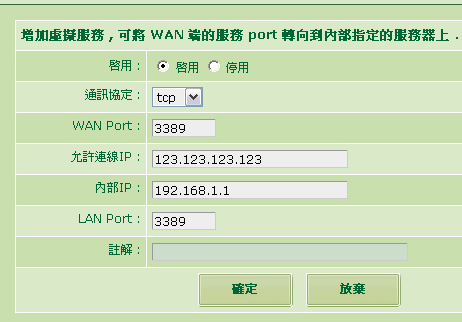 增加虛擬服務，可將 WAN 端的服務 port 轉向到內部指定的服務器上．
啓用： 啓用 停用
通訊協定： tcp
WAN Port： 3389
允許連線IP： 123.123.123.123
內部IP： 192.168.1.1
LAN Port： 3389
註解：
確定 放棄